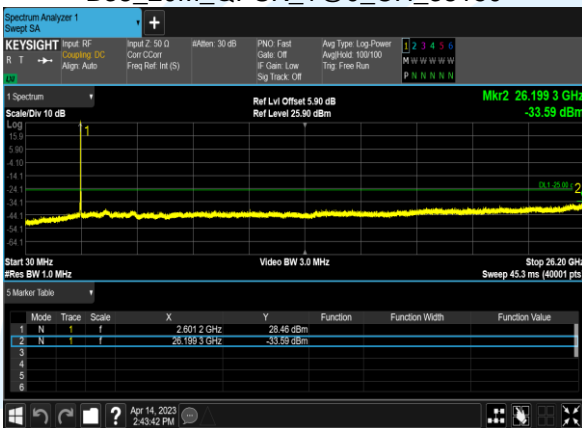 Spectrum Analyzer 1
Swept SA
KEYSIGHT
R T
LV
Input: RF
Coupling: DC
Align: Auto
Input Z: 50 Ω
Corr CCorr
Freq Ref: Int (S)
#Atten: 30 dB
PNO: Fast
Gate: Off
IF Gain: Low
Sig Track: Off
Avg Type: Log-Power
Avg|Hold: 100/100
Trig: Free Run
1 2 3 4 5 6
M W W W W W
P N N N N N
1 Spectrum
Scale/Div 10 dB
Ref Lvl Offset 5.90 dB
Ref Level 25.90 dBm
Mkr2 26.199 3 GHz
-33.59 dBm
Log
15.9
5.90
-4.10
-14.1
-24.1
-34.1
-44.1
-54.1
-64.1
1
2
Start 30 MHz
#Res BW 1.0 MHz
Video BW 3.0 MHz
Stop 26.20 GHz
Sweep 45.3 ms (40001 pts
5 Marker Table
Mode Trace Scale X Y Function Function Width Function Value
1 N 1 f 2.601 2 GHz 28.46 dBm
2 N 1 f 26.199 3 GHz -33.59 dBm
3
4
5
6
?
Apr 14, 2023
2:43:42 PM